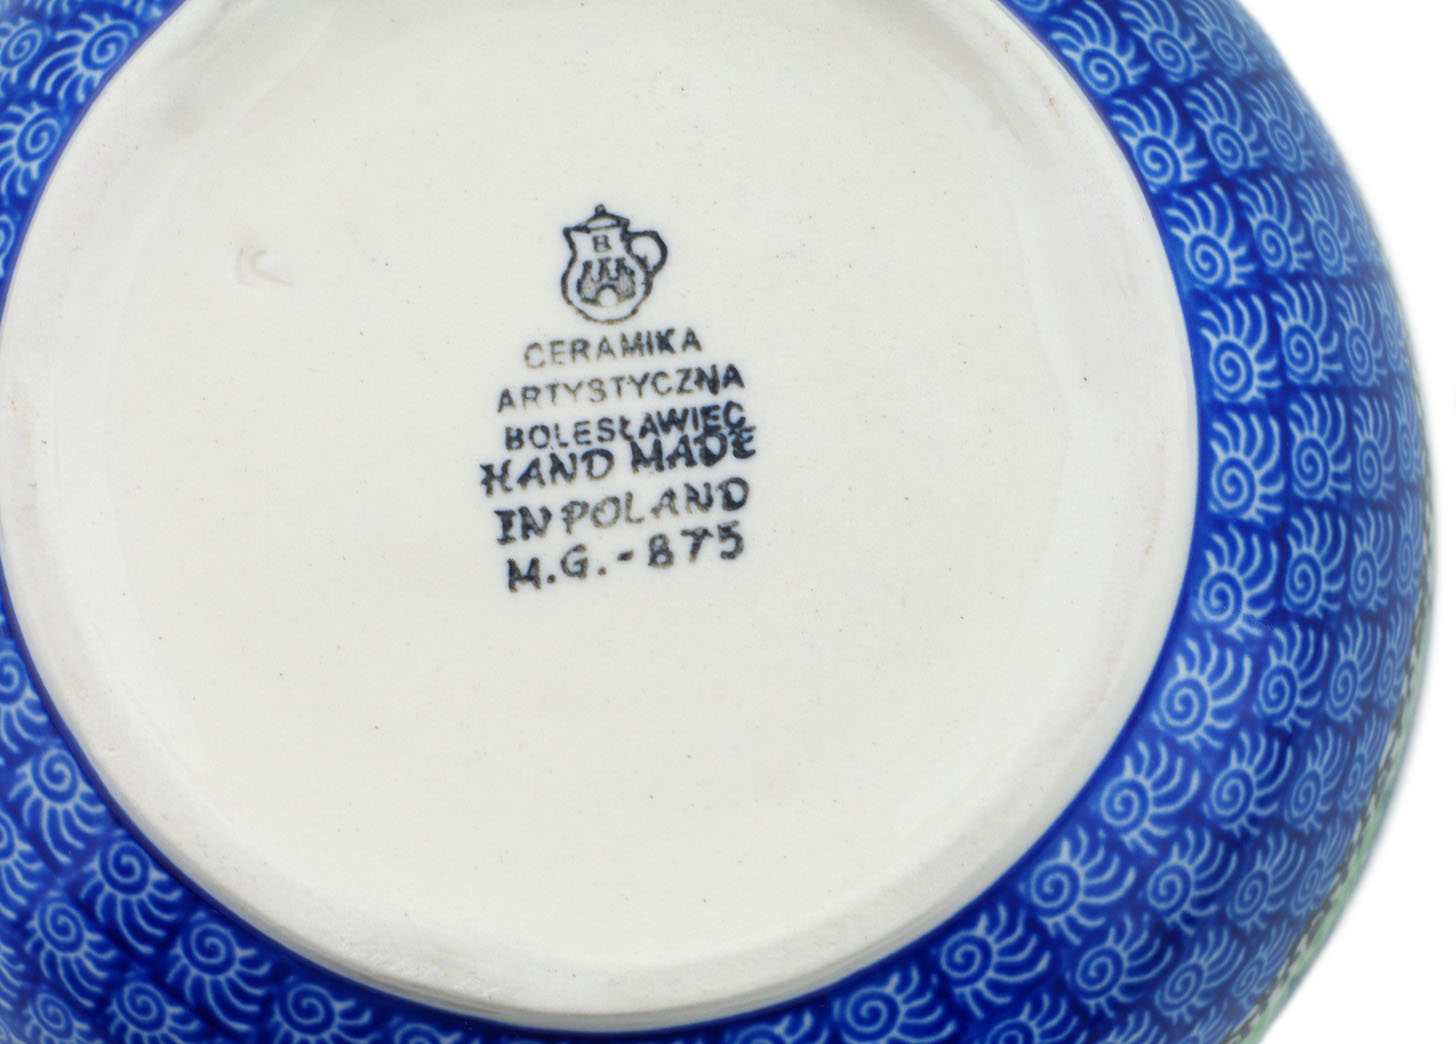 B
CERAMIKA
ARTYSTYCZNA
BOLESŁAWIEC
HAND MADE
IN POLAND
M.G.-875